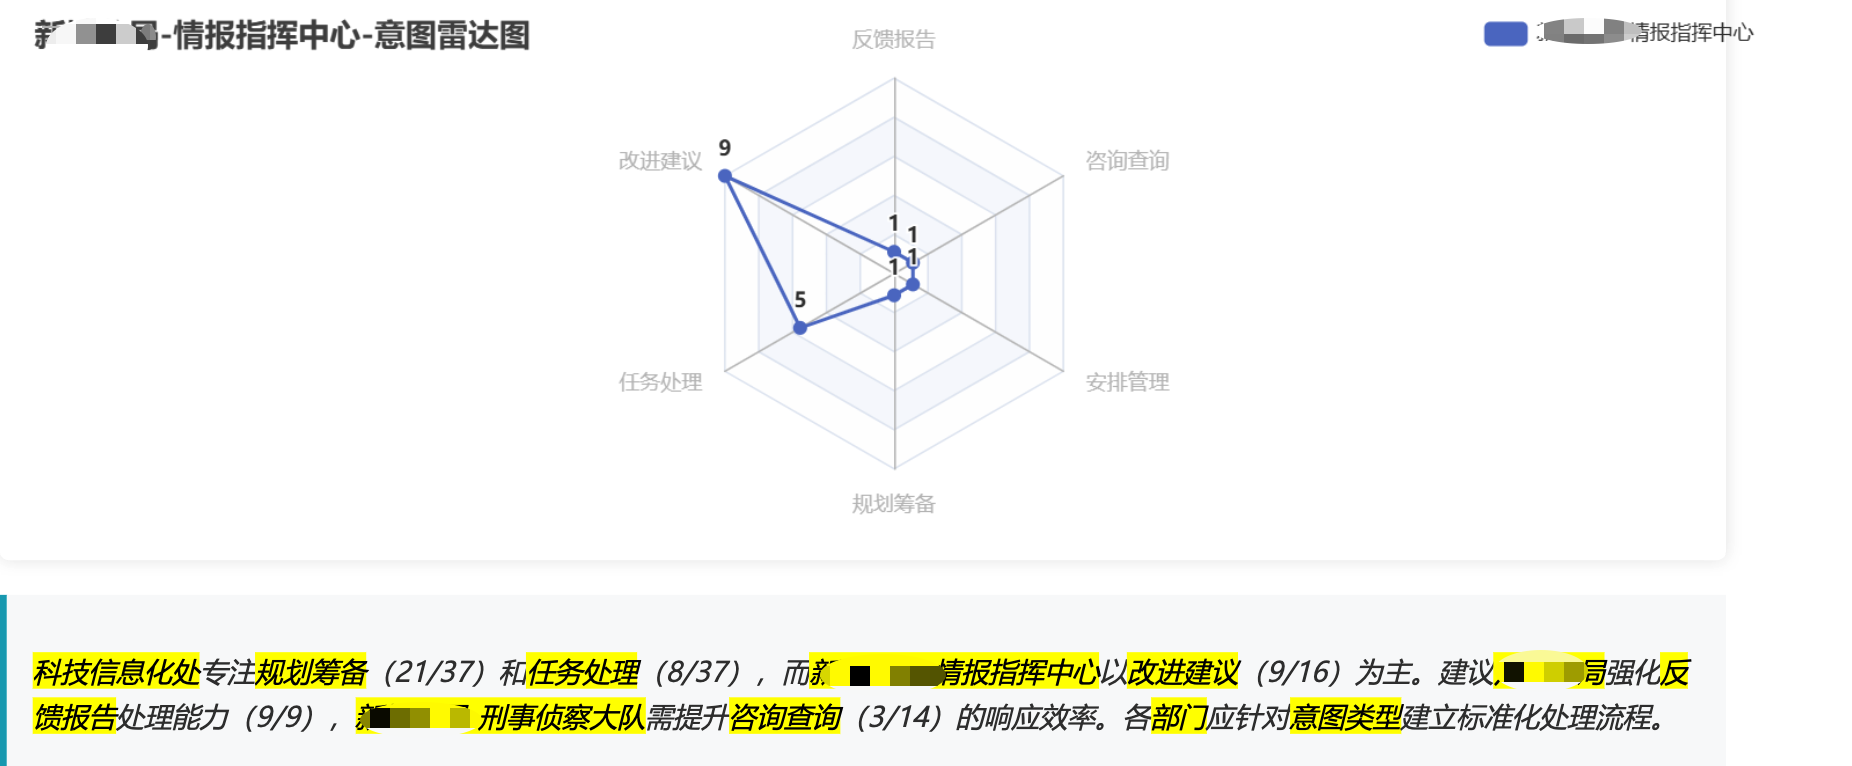 新局-情报指挥中心-意图雷达图
情报指挥中心
反馈报告
改进建议
9
咨询查询
1
1
1
1
5
任务处理
安排管理
规划筹备
科技信息化处专注规划筹备（21/37）和任务处理（8/37），而新情报指挥中心以改进建议（9/16）为主。建议局强化反
馈报告处理能力（9/9），新刑事侦察大队需提升咨询查询（3/14）的响应效率。各部门应针对意图类型建立标准化处理流程。